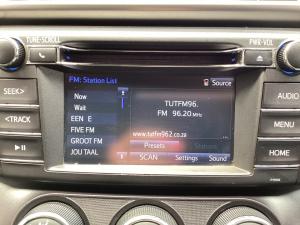 TUNE•SCROLL
PWR•VOL
FM: Station List
Source
SEEK>
<TRACK
Now
Wait
EEN E
FIVE FM
GROOT FM
JOU TAAL
TUTFM96.
FM 96.20 MHz
www.tutfm962.co.za
Presets
Stations
SCAN
Settings
Sound
AUDIO
MENU
HOME